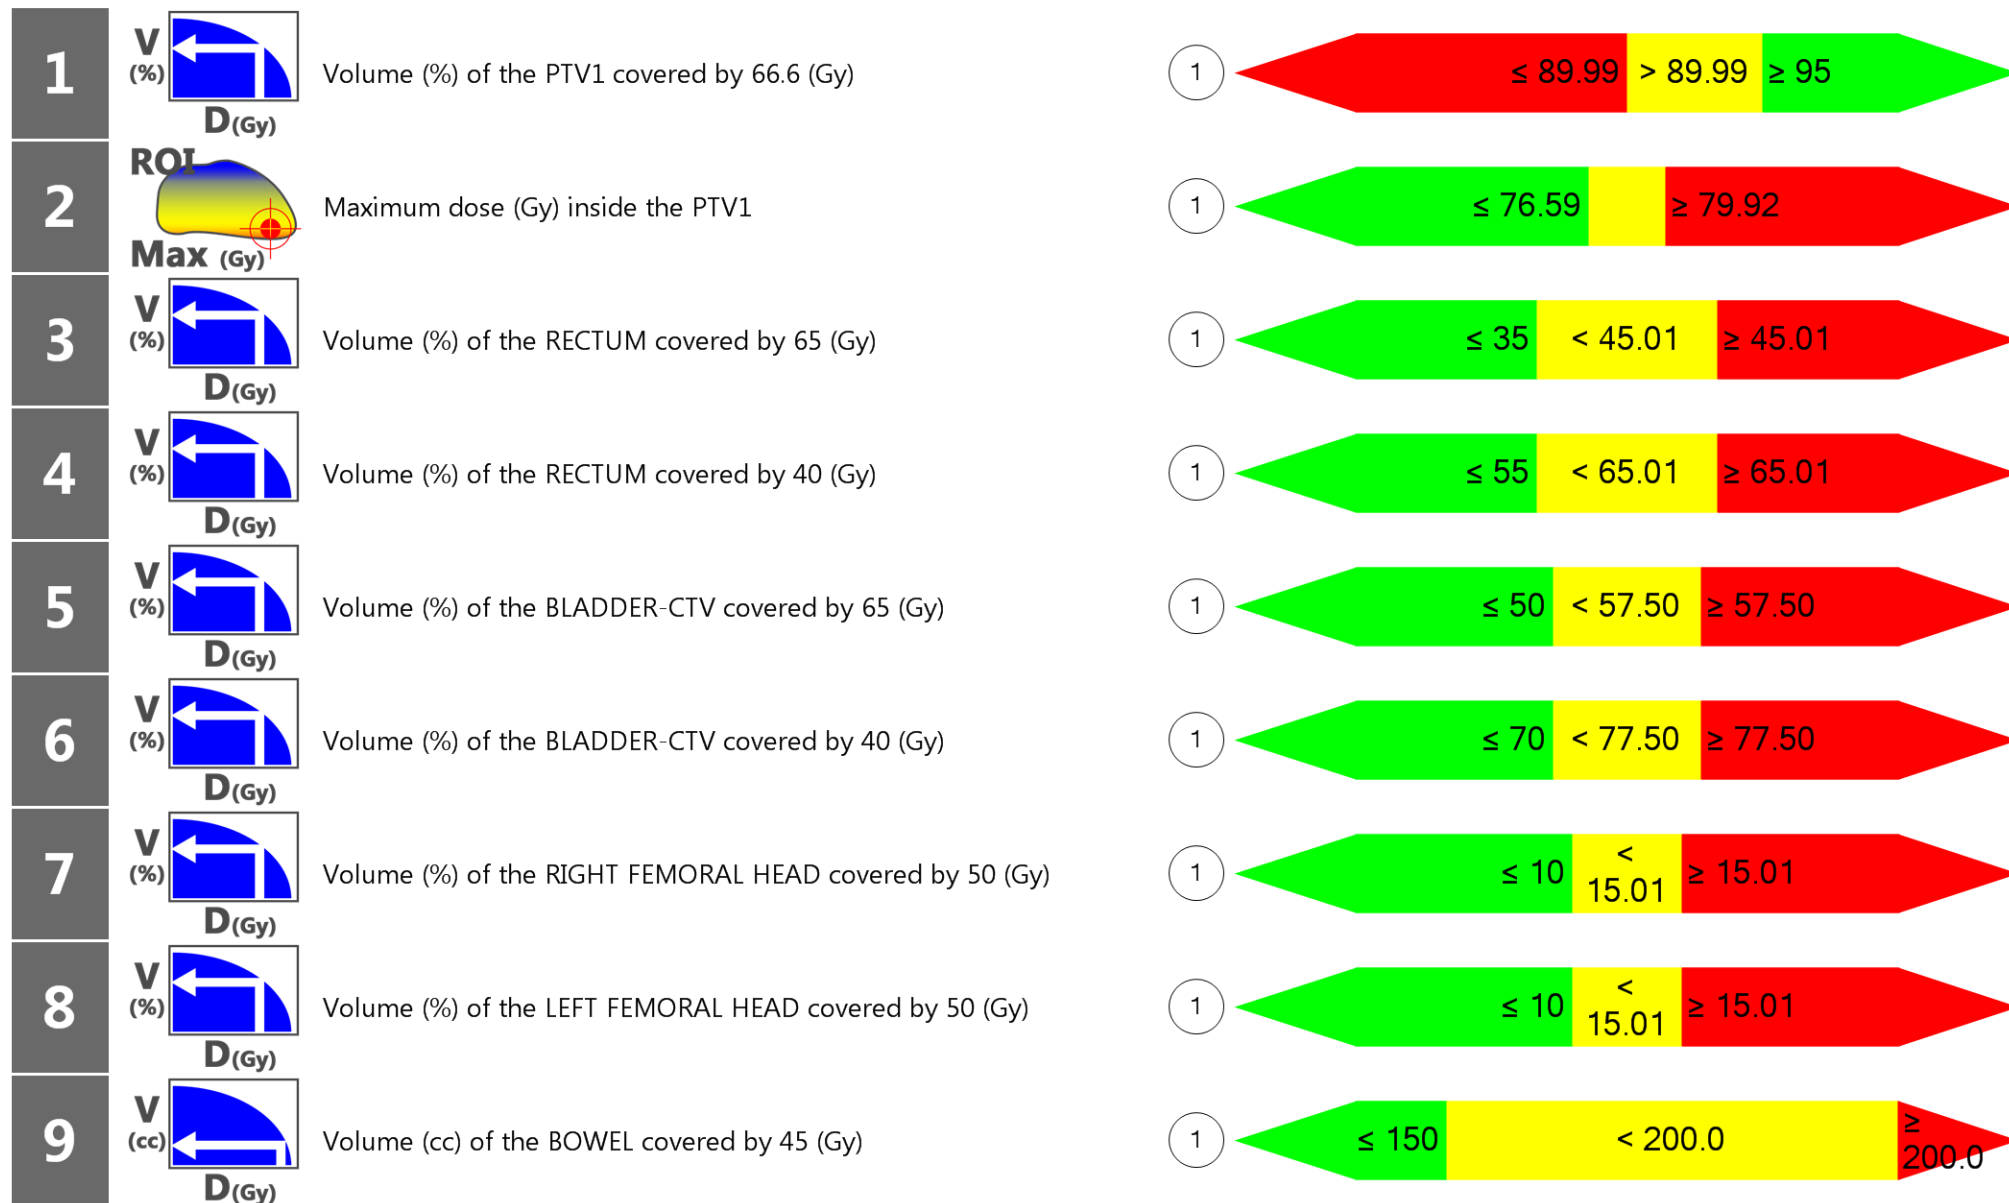 1
V
(%)
D(Gy)
Volume (%) of the PTV1 covered by 66.6 (Gy)
1
≤ 89.99 > 89.99 ≥ 95
2
ROI
Max (Gy)
Maximum dose (Gy) inside the PTV1
1
≤ 76.59 ≥ 79.92
3
V
(%)
D(Gy)
Volume (%) of the RECTUM covered by 65 (Gy)
1
≤ 35 < 45.01 ≥ 45.01
4
V
(%)
D(Gy)
Volume (%) of the RECTUM covered by 40 (Gy)
1
≤ 55 < 65.01 ≥ 65.01
5
V
(%)
D(Gy)
Volume (%) of the BLADDER-CTV covered by 65 (Gy)
1
≤ 50 < 57.50 ≥ 57.50
6
V
(%)
D(Gy)
Volume (%) of the BLADDER-CTV covered by 40 (Gy)
1
≤ 70 < 77.50 ≥ 77.50
7
V
(%)
D(Gy)
Volume (%) of the RIGHT FEMORAL HEAD covered by 50 (Gy)
1
≤ 10 < 15.01 ≥ 15.01
8
V
(%)
D(Gy)
Volume (%) of the LEFT FEMORAL HEAD covered by 50 (Gy)
1
≤ 10 < 15.01 ≥ 15.01
9
V
(cc)
D(Gy)
Volume (cc) of the BOWEL covered by 45 (Gy)
1
≤ 150 < 200.0 ≥ 200.0